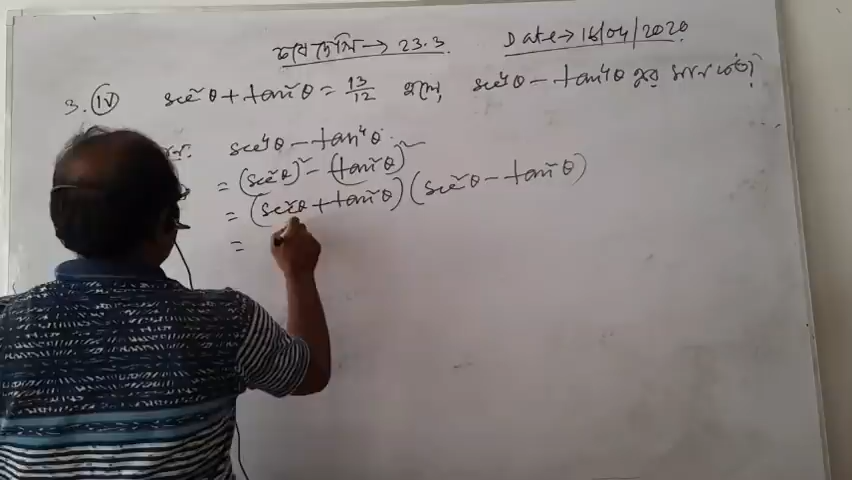 কষে দেখি → 23.3. Date → 16/04/2020
3. (iv) sec²θ + tan²θ = 13/12 হলে, sec⁴θ − tan⁴θ এর মান কত?
sec⁴θ − tan⁴θ.
= (sec²θ)² − (tan²θ)²
= (sec²θ + tan²θ)(sec²θ − tan²θ)
=